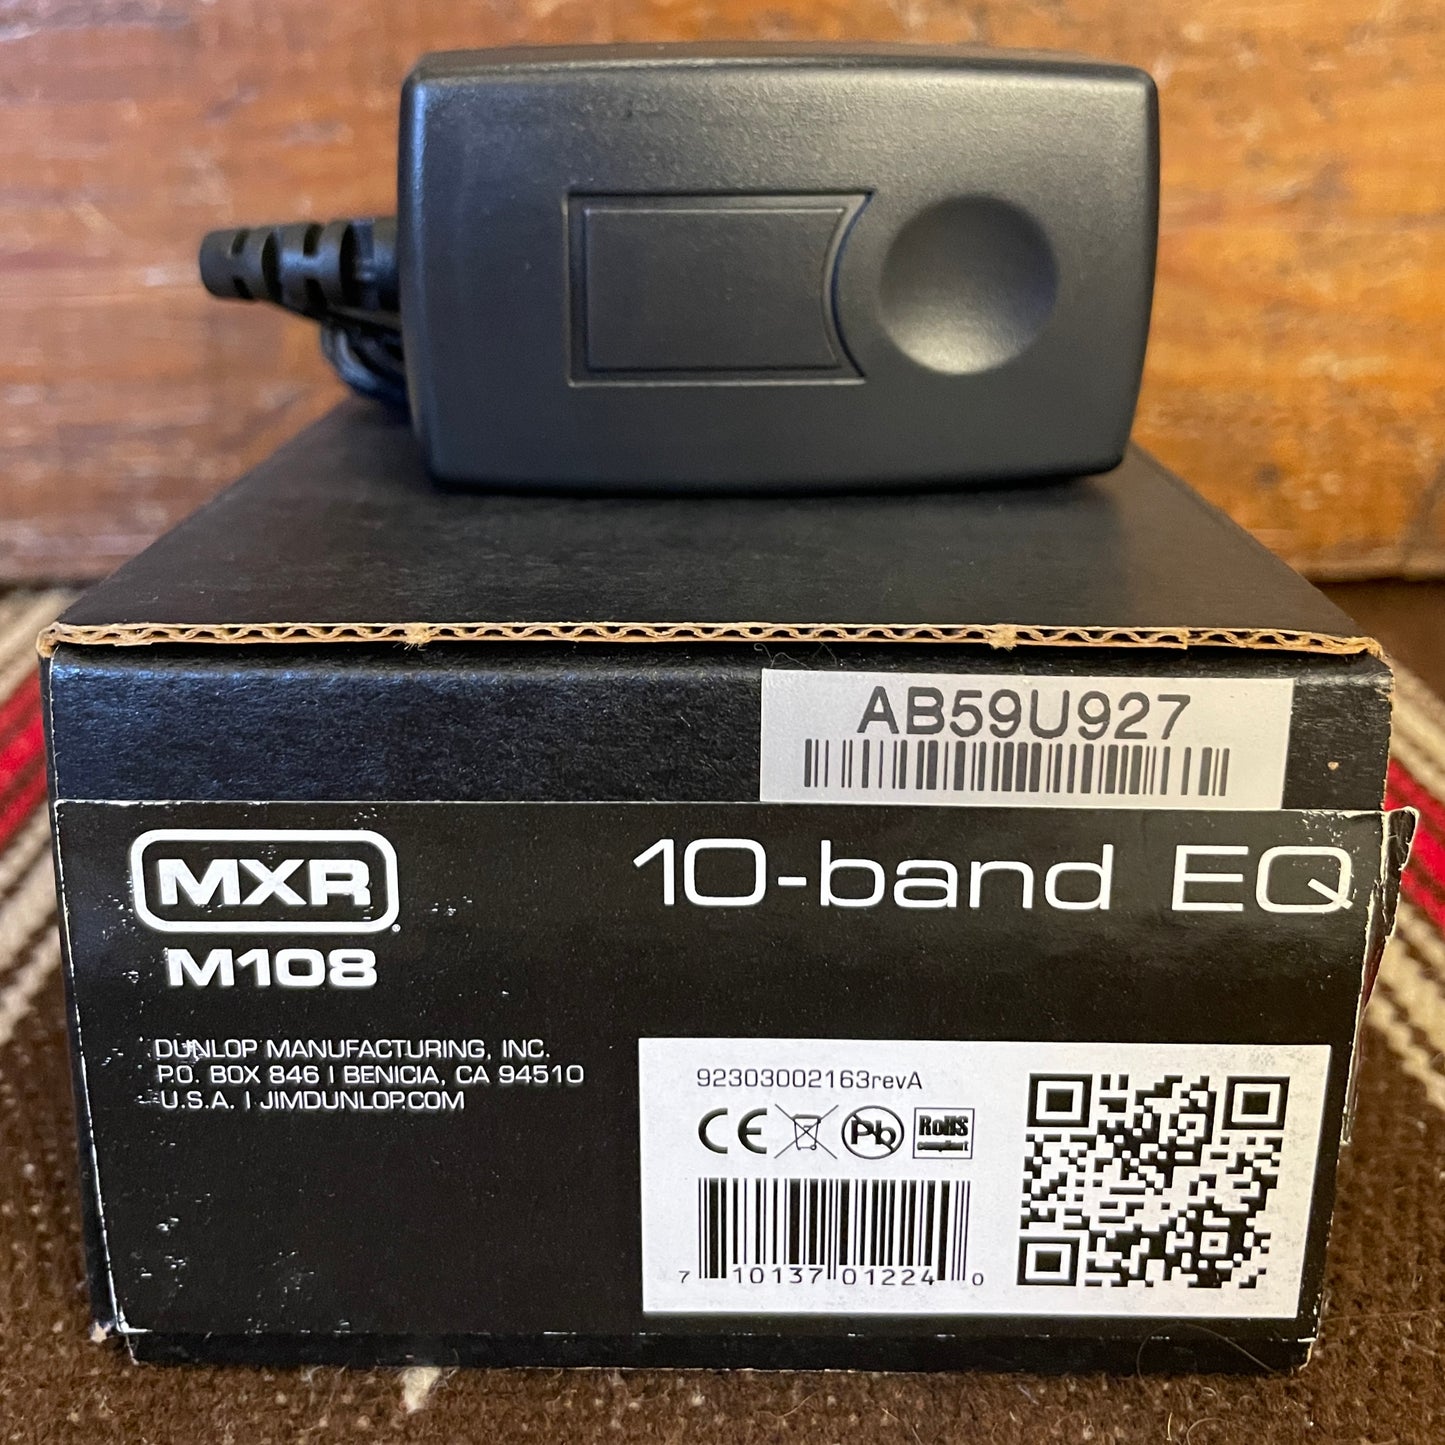 AB59U927
MXR
10-band EQ
M108
DUNLOP MANUFACTURING, INC.
P.O. BOX 846 | BENICIA, CA 94510
U.S.A. | JIMDUNLOP.COM
92303002163revA
CE Pb RoHS
compliant
7 10137 01224 0